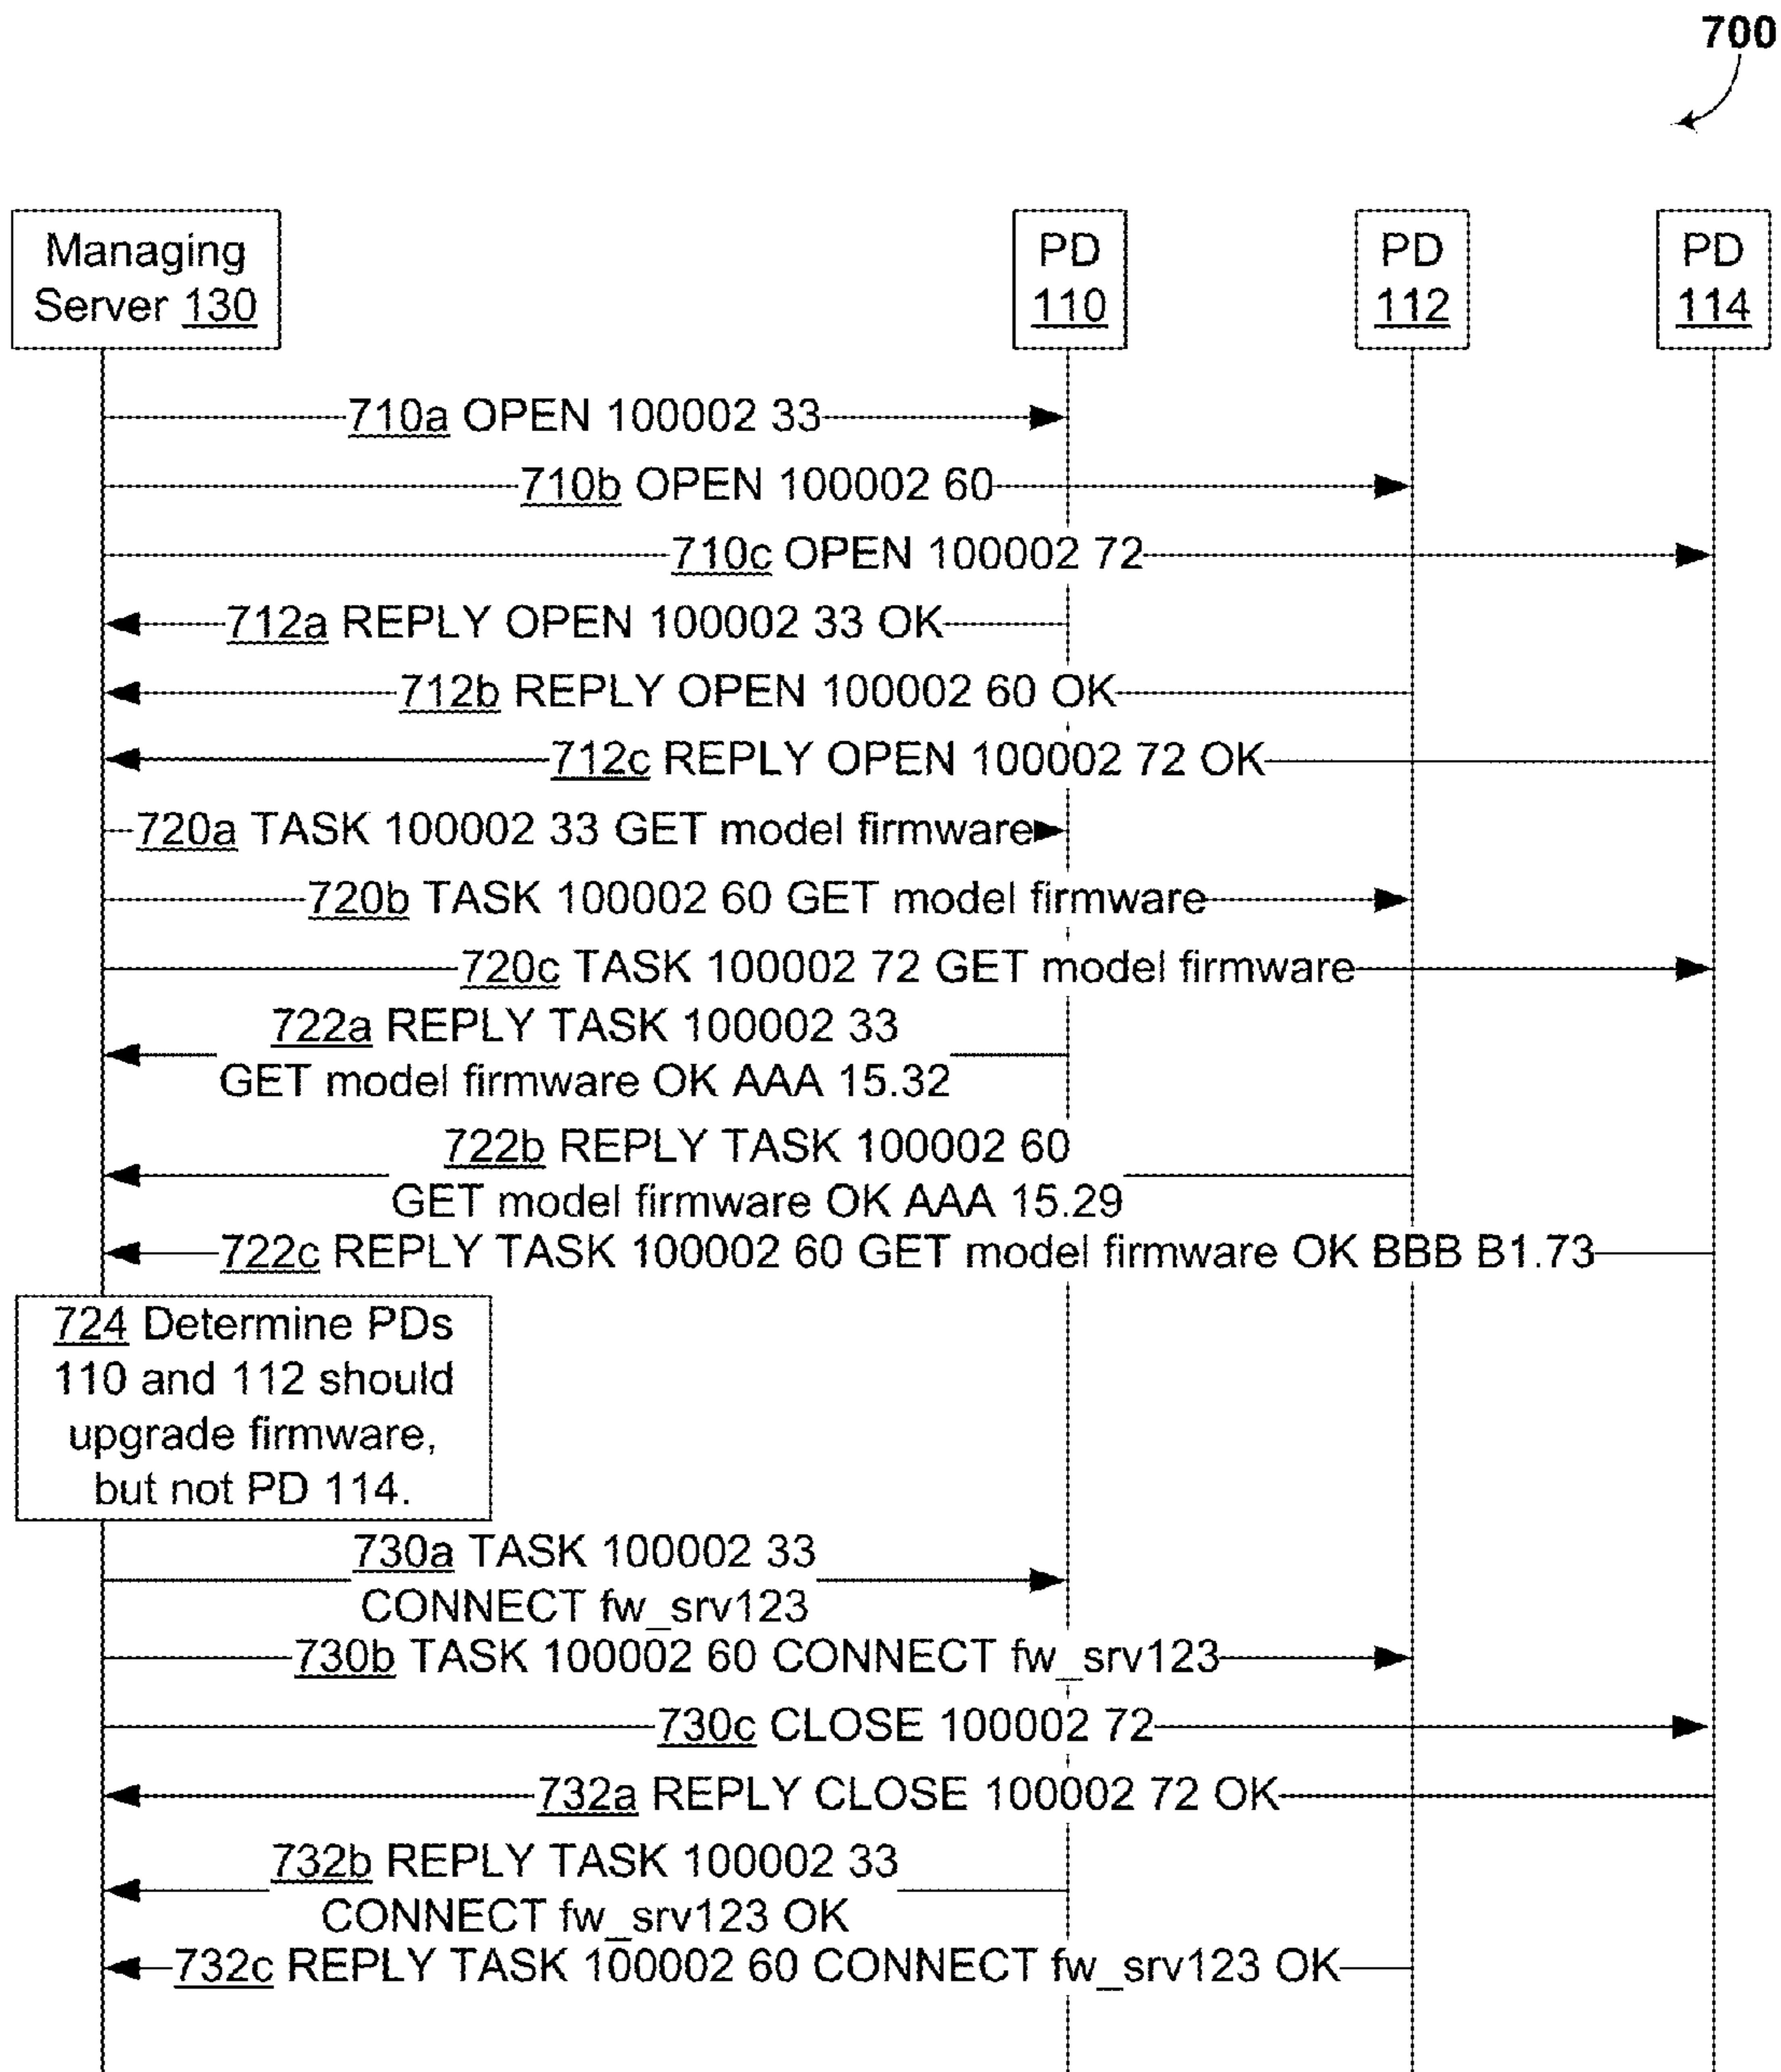 700
Managing
Server 130
PD
110
PD
112
PD
114
710a OPEN 100002 33
710b OPEN 100002 60
710c OPEN 100002 72
712a REPLY OPEN 100002 33 OK
712b REPLY OPEN 100002 60 OK
712c REPLY OPEN 100002 72 OK
720a TASK 100002 33 GET model firmware
720b TASK 100002 60 GET model firmware
720c TASK 100002 72 GET model firmware
722a REPLY TASK 100002 33
GET model firmware OK AAA 15.32
722b REPLY TASK 100002 60
GET model firmware OK AAA 15.29
722c REPLY TASK 100002 60 GET model firmware OK BBB B1.73
724 Determine PDs
110 and 112 should
upgrade firmware,
but not PD 114.
730a TASK 100002 33
CONNECT fw_srv123
730b TASK 100002 60 CONNECT fw_srv123
730c CLOSE 100002 72
732a REPLY CLOSE 100002 72 OK
732b REPLY TASK 100002 33
CONNECT fw_srv123 OK
732c REPLY TASK 100002 60 CONNECT fw_srv123 OK